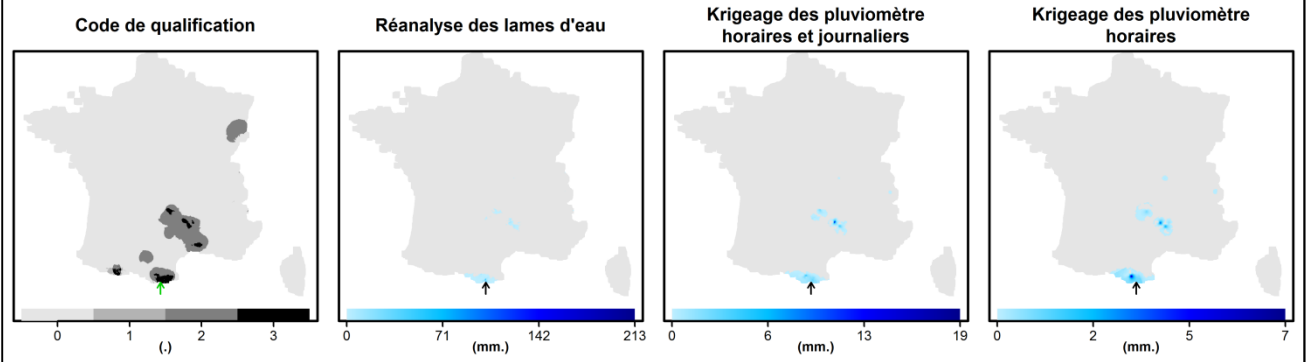 Code de qualification
Réanalyse des lames d'eau
Krigeage des pluviomètre
horaires et journaliers
Krigeage des pluviomètre
horaires
0 1 2 3
(.)
0 71 142 213
(mm.)
0 6 13 19
(mm.)
0 2 5 7
(mm.)